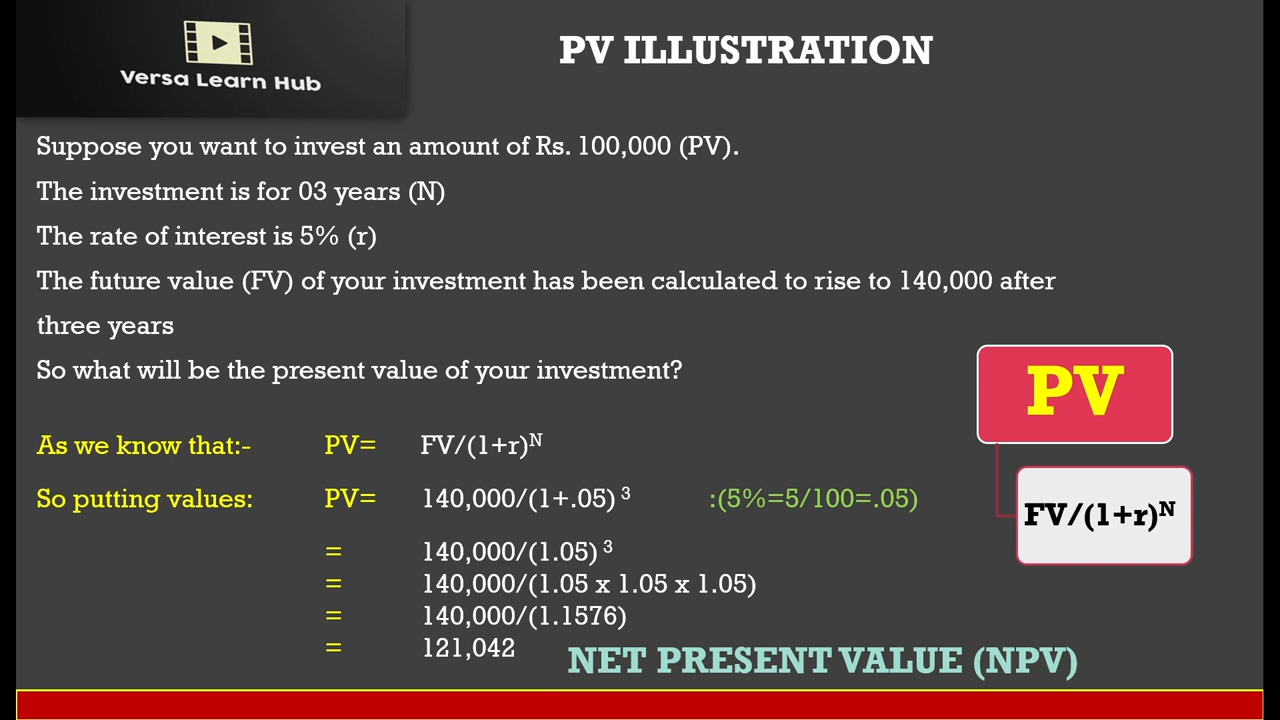 Versa Learn Hub
PV ILLUSTRATION
Suppose you want to invest an amount of Rs. 100,000 (PV).
The investment is for 03 years (N)
The rate of interest is 5% (r)
The future value (FV) of your investment has been calculated to rise to 140,000 after
three years
So what will be the present value of your investment?
PV
As we know that:- PV= FV/(1+r)ᴺ
So putting values: PV= 140,000/(1+.05) ³ :(5%=5/100=.05)
FV/(1+r)ᴺ
= 140,000/(1.05) ³
= 140,000/(1.05 x 1.05 x 1.05)
= 140,000/(1.1576)
= 121,042
NET PRESENT VALUE (NPV)